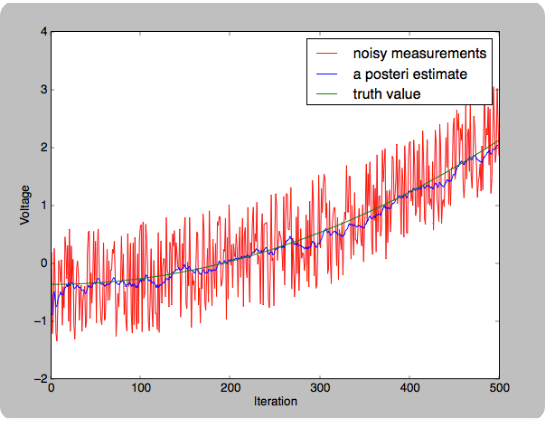 4
noisy measurements
a posteri estimate
truth value
3
2
1
0
−1
−2
Voltage
0 100 200 300 400 500
Iteration